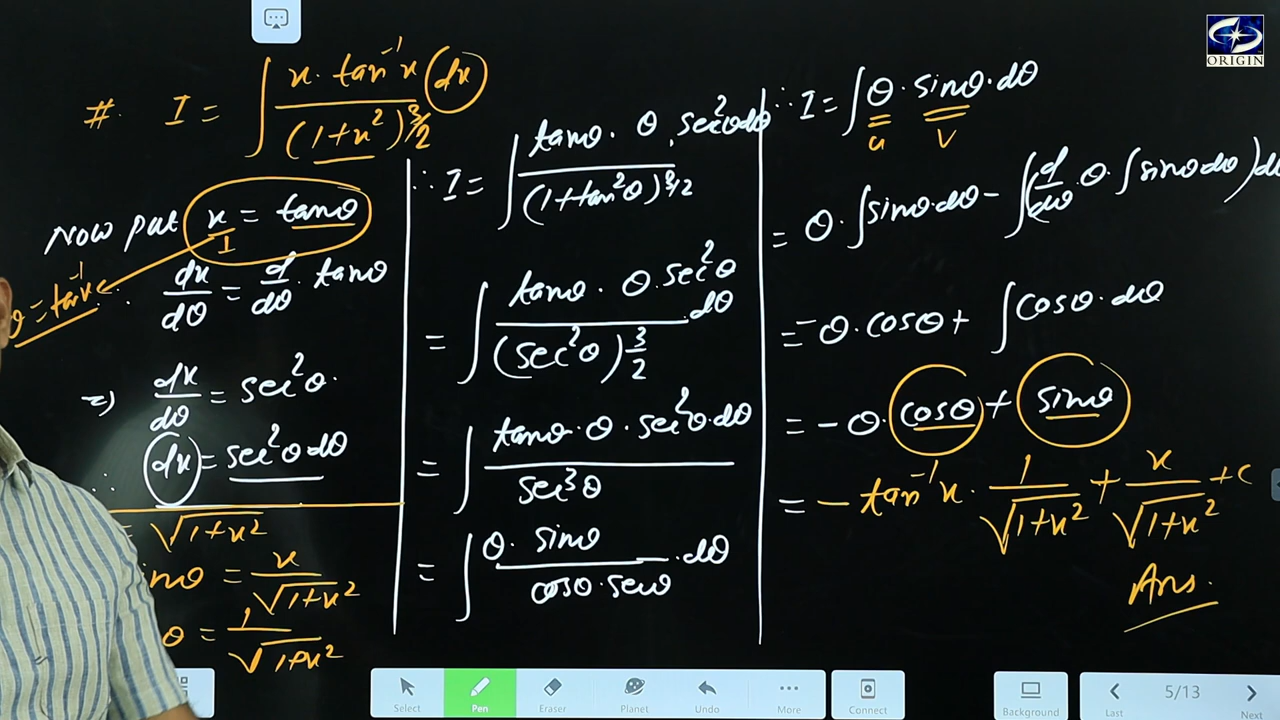 ORIGIN
# I = ∫ x · tan⁻¹x dx / (1+x²)^3/2
Now put x = tanθ
I
θ = tan⁻¹x
∴ dx/dθ = d/dθ · tanθ
=> dx/dθ = sec²θ.
∴ dx = sec²θ dθ
= √1+x²
sinθ = x/√1+x²
θ = 1/√1+x²
∴ I = ∫ tanθ · θ . sec²θ dθ / (1+tan²θ)^3/2
= ∫ tanθ · θ · sec²θ / (sec²θ)^3/2 · dθ
= ∫ tanθ · θ · sec²θ · dθ / sec³θ
= ∫ θ · sinθ / cosθ · secθ · dθ
∴ I = ∫ θ · sinθ · dθ
u v
= θ · ∫ sinθ · dθ − ∫ (d/dθ θ · ∫ sinθ dθ) dθ
= −θ · cosθ + ∫ cosθ · dθ
= −θ · cosθ + sinθ
= −tan⁻¹x · 1/√1+x² + x/√1+x² + c
Ans.
Select Pen Eraser Planet Undo More Connect Background Last 5/13 Next